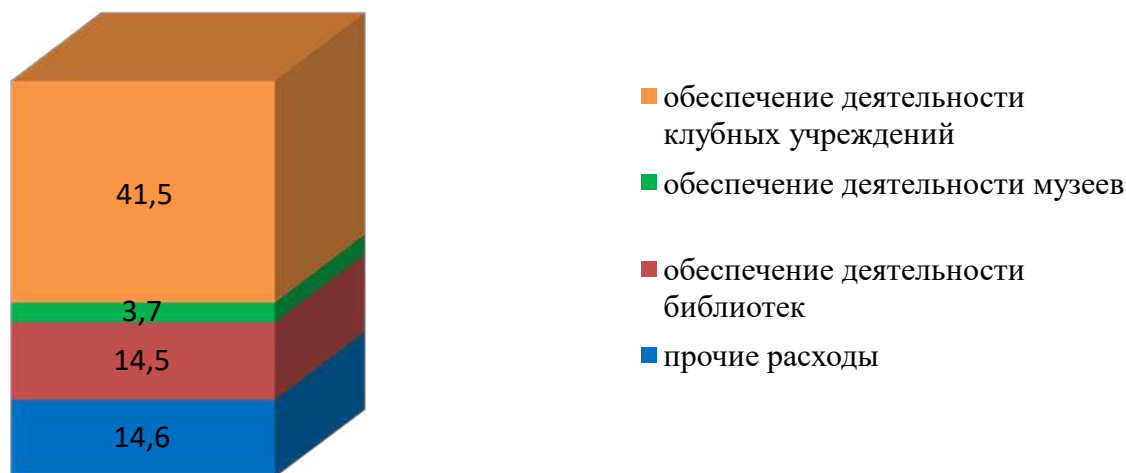 41,5
3,7
14,5
14,6
обеспечение деятельности
клубных учреждений
обеспечение деятельности музеев
обеспечение деятельности
библиотек
прочие расходы